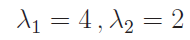 λ₁ = 4 , λ₂ = 2